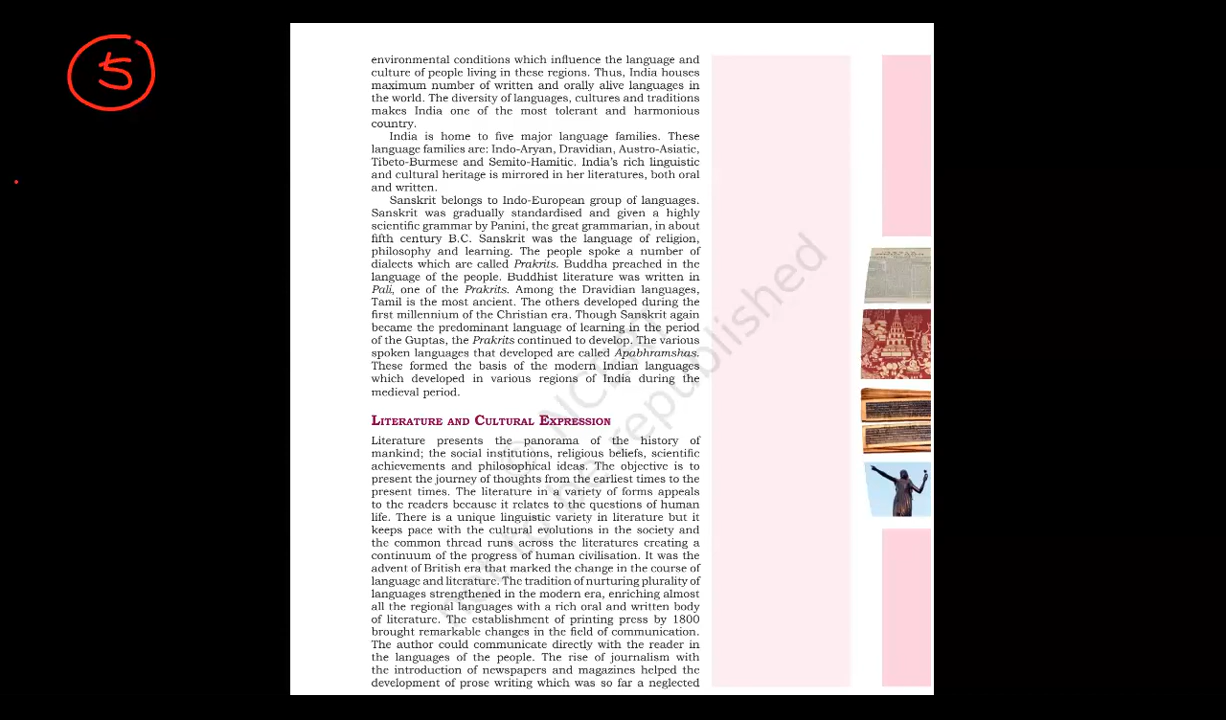 5
environmental conditions which influence the language and
culture of people living in these regions. Thus, India houses
maximum number of written and orally alive languages in
the world. The diversity of languages, cultures and traditions
makes India one of the most tolerant and harmonious
country.
India is home to five major language families. These
language families are: Indo-Aryan, Dravidian, Austro-Asiatic,
Tibeto-Burmese and Semito-Hamitic. India's rich linguistic
and cultural heritage is mirrored in her literatures, both oral
and written.
Sanskrit belongs to Indo-European group of languages.
Sanskrit was gradually standardised and given a highly
scientific grammar by Panini, the great grammarian, in about
fifth century B.C. Sanskrit was the language of religion,
philosophy and learning. The people spoke a number of
dialects which are called Prakrits. Buddha preached in the
language of the people. Buddhist literature was written in
Pali, one of the Prakrits. Among the Dravidian languages,
Tamil is the most ancient. The others developed during the
first millennium of the Christian era. Though Sanskrit again
became the predominant language of learning in the period
of the Guptas, the Prakrits continued to develop. The various
spoken languages that developed are called Apabhramshas.
These formed the basis of the modern Indian languages
which developed in various regions of India during the
medieval period.
LITERATURE AND CULTURAL EXPRESSION
Literature presents the panorama of the history of
mankind; the social institutions, religious beliefs, scientific
achievements and philosophical ideas. The objective is to
present the journey of thoughts from the earliest times to the
present times. The literature in a variety of forms appeals
to the readers because it relates to the questions of human
life. There is a unique linguistic variety in literature but it
keeps pace with the cultural evolutions in the society and
the common thread runs across the literatures creating a
continuum of the progress of human civilisation. It was the
advent of British era that marked the change in the course of
language and literature. The tradition of nurturing plurality of
languages strengthened in the modern era, enriching almost
all the regional languages with a rich oral and written body
of literature. The establishment of printing press by 1800
brought remarkable changes in the field of communication.
The author could communicate directly with the reader in
the languages of the people. The rise of journalism with
the introduction of newspapers and magazines helped the
development of prose writing which was so far a neglected
© NCERT
not to be republished